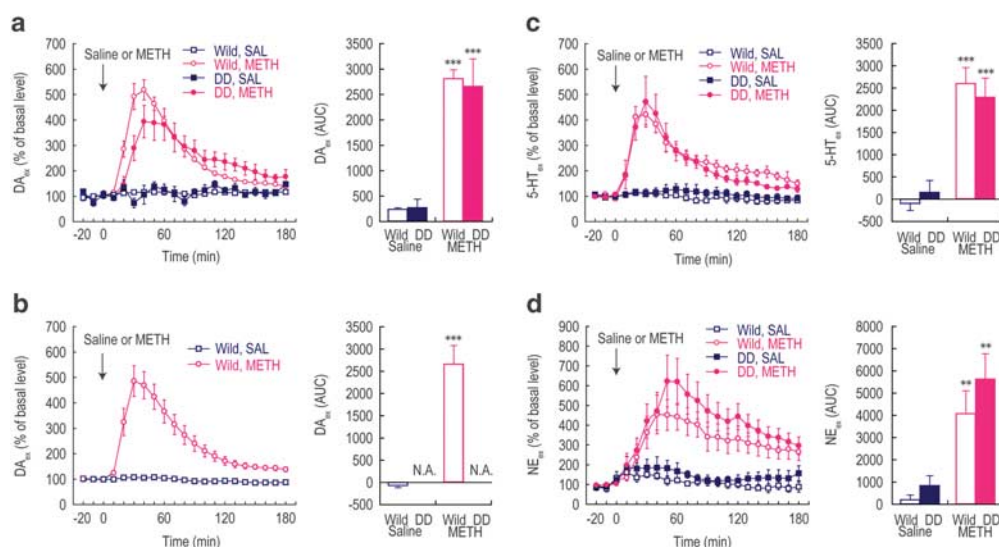 a
Saline or METH
Wild, SAL
Wild, METH
DD, SAL
DD, METH
DAex (% of basal level)
700
600
500
400
300
200
100
0
-20 0 60 120 180
Time (min)
DAex (AUC)
3500
3000
2500
2000
1500
1000
500
0
***
***
Wild DD Wild DD
Saline METH
b
Saline or METH
Wild, SAL
Wild, METH
DAex (% of basal level)
700
600
500
400
300
200
100
0
-20 0 60 120 180
Time (min)
DAex (AUC)
3500
3000
2500
2000
1500
1000
500
0
-500
***
N.A. N.A.
Wild DD Wild DD
Saline METH
c
Saline or METH
Wild, SAL
Wild, METH
DD, SAL
DD, METH
5-HTex (% of basal level)
700
600
500
400
300
200
100
0
-20 0 60 120 180
Time (min)
5-HTex (AUC)
3500
3000
2500
2000
1500
1000
500
0
-500
***
***
Wild DD Wild DD
Saline METH
d
Saline or METH
Wild, SAL
Wild, METH
DD, SAL
DD, METH
NEex (% of basal level)
900
800
700
600
500
400
300
200
100
0
-20 0 60 120 180
Time (min)
NEex (AUC)
8000
7000
6000
5000
4000
3000
2000
1000
0
**
**
Wild DD Wild DD
Saline METH